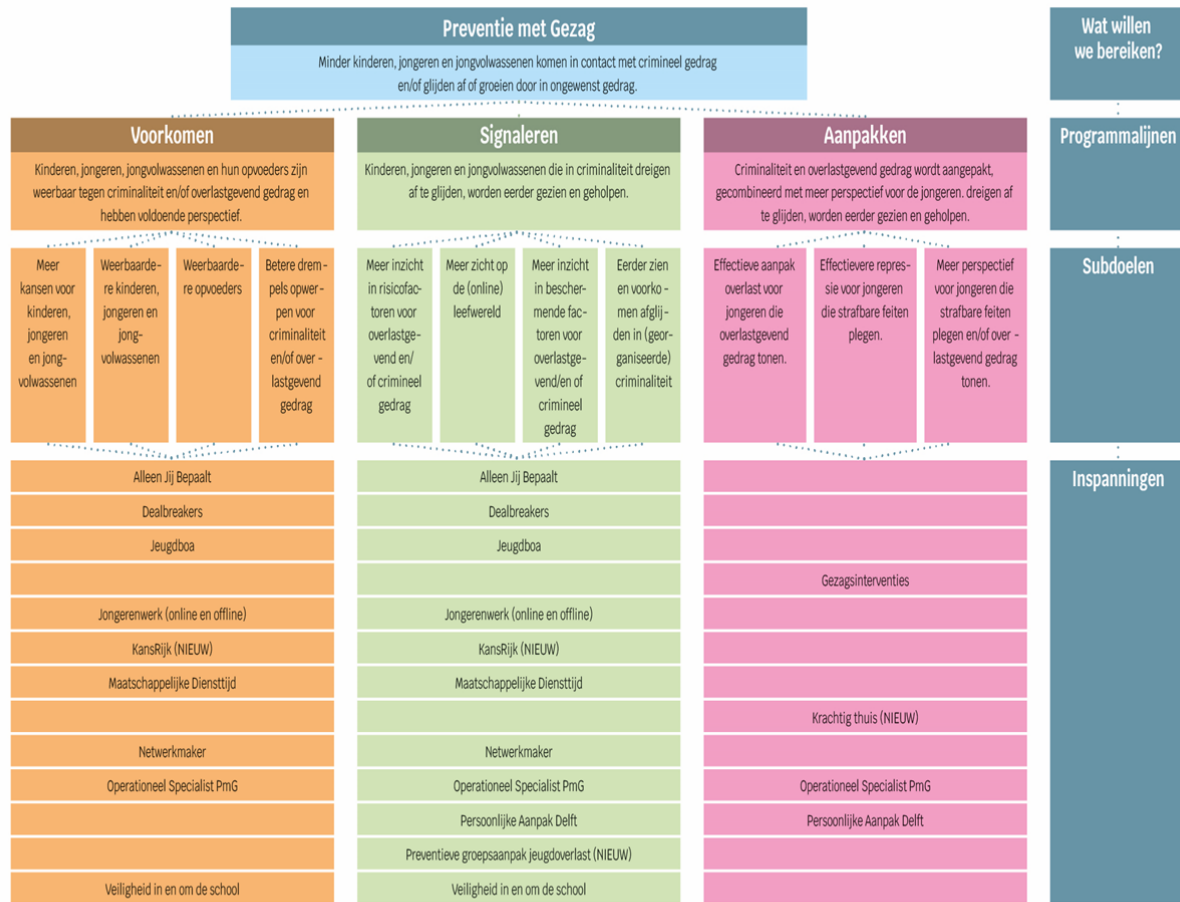 Preventie met Gezag
Minder kinderen, jongeren en jongvolwassenen komen in contact met crimineel gedrag
en/of glijden af of groeien door in ongewenst gedrag.
Wat willen
we bereiken?
Voorkomen
Kinderen, jongeren, jongvolwassenen en hun opvoeders zijn
weerbaar tegen criminaliteit en/of overlastgevend gedrag en
hebben voldoende perspectief.
Signaleren
Kinderen, jongeren en jongvolwassenen die in criminaliteit dreigen
af te glijden, worden eerder gezien en geholpen.
Aanpakken
Criminaliteit en overlastgevend gedrag wordt aangepakt,
gecombineerd met meer perspectief voor de jongeren. dreigen af
te glijden, worden eerder gezien en geholpen.
Programmalijnen
Meer
kansen voor
kinderen,
jongeren
en jong-
volwassenen
Weerbaarde-
re kinderen,
jongeren en
jong-
volwassenen
Weerbaarde-
re opvoeders
Betere drem-
pels opwer-
pen voor
criminaliteit
en/of over -
lastgevend
gedrag
Meer inzicht
in risicofac-
toren voor
overlastge-
vend en/
of crimineel
gedrag
Meer zicht op
de (online)
leefwereld
Meer inzicht
in bescher-
mende fac-
toren voor
overlastge-
vend/en of
crimineel
gedrag
Eerder zien
en voorko -
men afglij-
den in (geor-
ganiseerde)
criminaliteit
Effectieve aanpak
overlast voor
jongeren die
overlastgevend
gedrag tonen.
Effectievere repres-
sie voor jongeren
die strafbare feiten
plegen.
Meer perspectief
voor jongeren die
strafbare feiten
plegen en/of over -
lastgevend gedrag
tonen.
Subdoelen
Alleen Jij Bepaalt
Alleen Jij Bepaalt
Inspanningen
Dealbreakers
Dealbreakers
Jeugdboa
Jeugdboa
Gezagsinterventies
Jongerenwerk (online en offline)
Jongerenwerk (online en offline)
KansRijk (NIEUW)
KansRijk (NIEUW)
Maatschappelijke Diensttijd
Maatschappelijke Diensttijd
Krachtig thuis (NIEUW)
Netwerkmaker
Netwerkmaker
Operationeel Specialist PmG
Operationeel Specialist PmG
Operationeel Specialist PmG
Persoonlijke Aanpak Delft
Persoonlijke Aanpak Delft
Preventieve groepsaanpak jeugdoverlast (NIEUW)
Veiligheid in en om de school
Veiligheid in en om de school